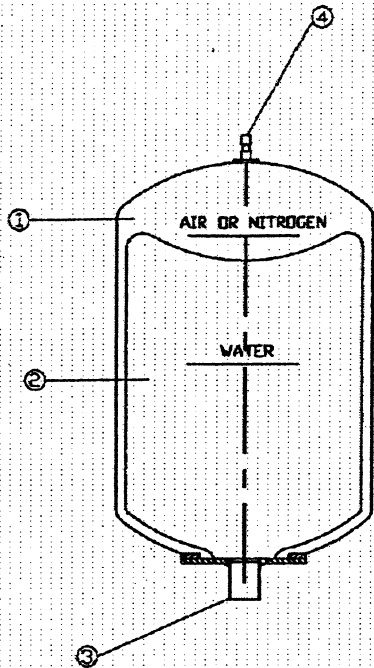 ④
①
AIR OR NITROGEN
WATER
②
③